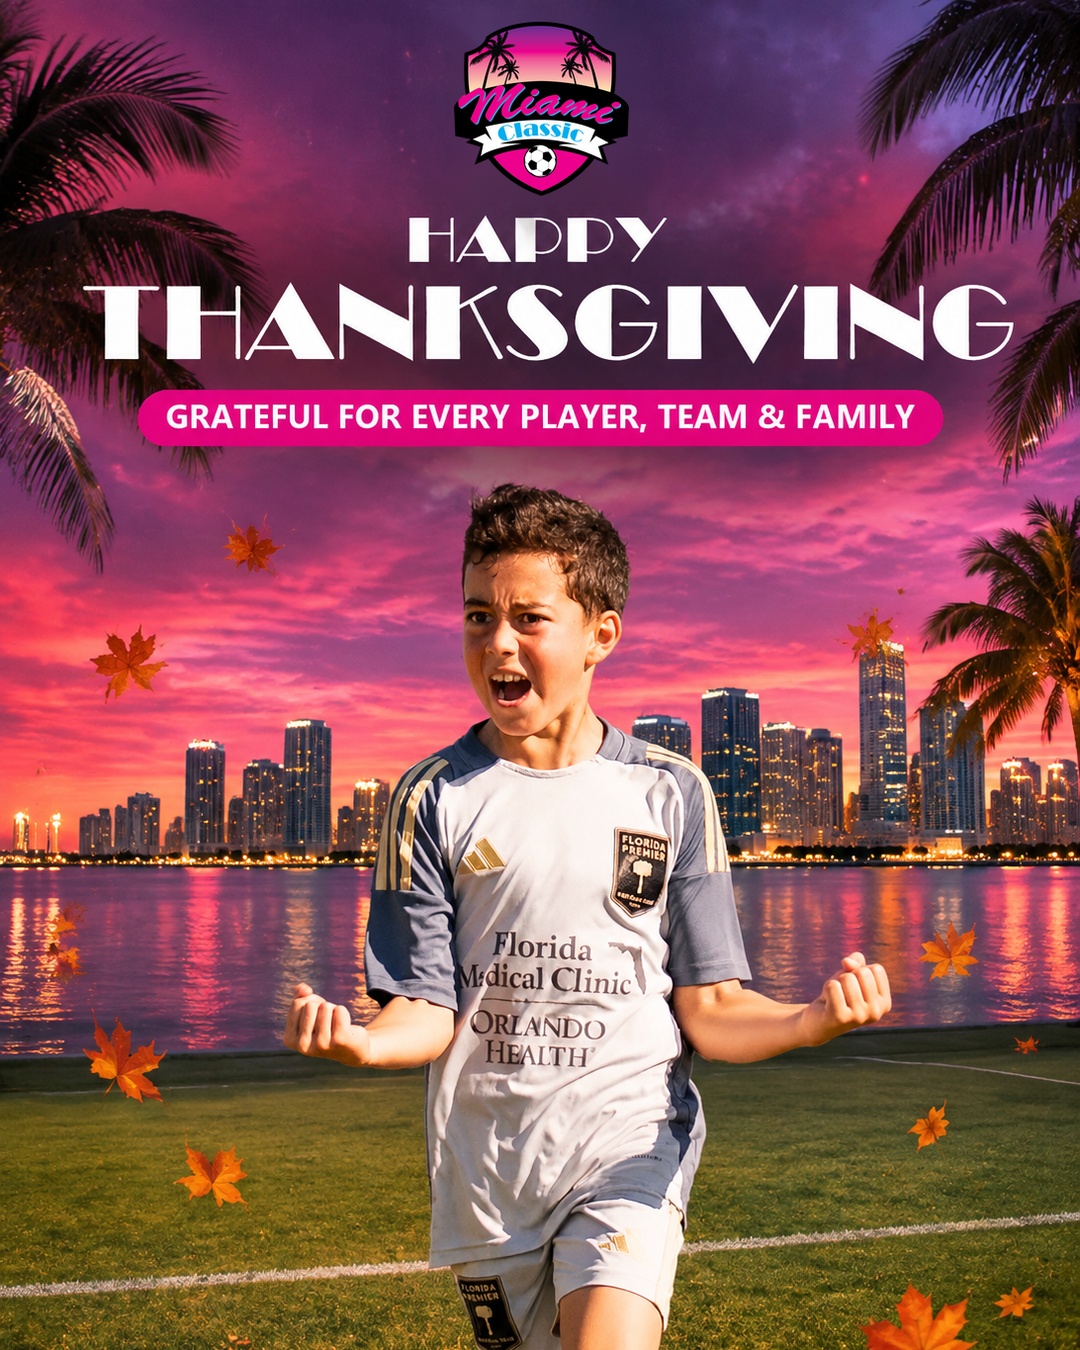 Miami
Classic
HAPPY
THANKSGIVING
GRATEFUL FOR EVERY PLAYER, TEAM & FAMILY
FLORIDA
PREMIER
Florida
Medical Clinic
ORLANDO
HEALTH
FLORIDA
PREMIER